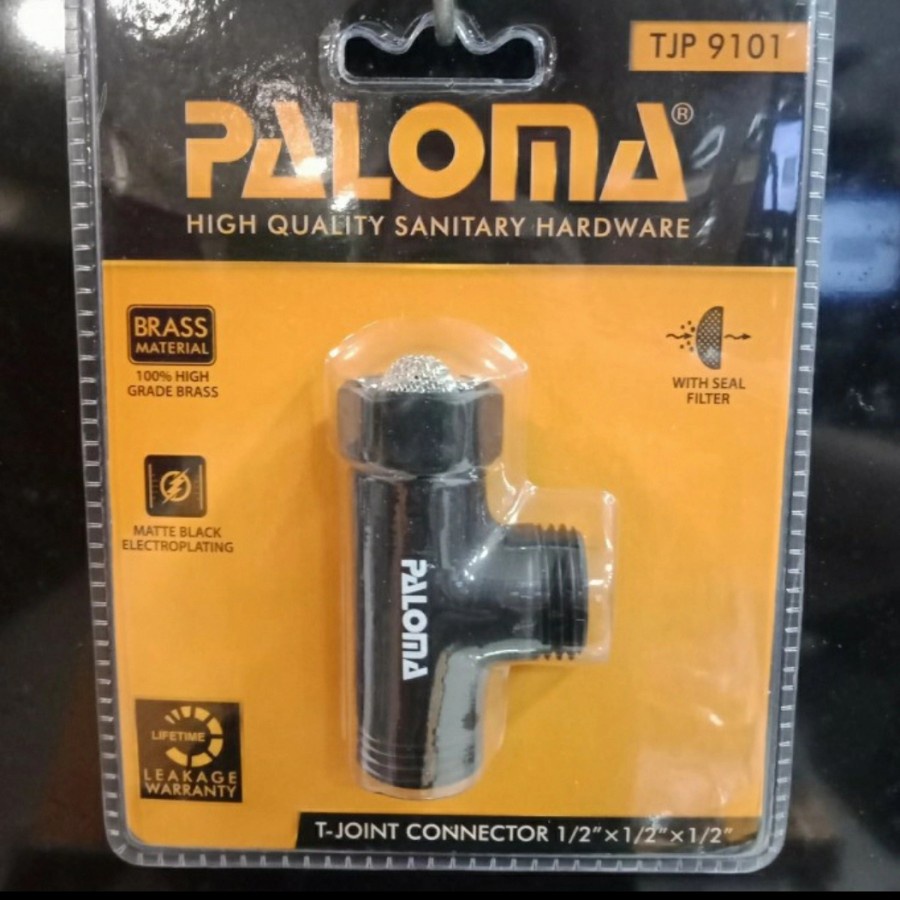 TJP 9101
PALOMA®
HIGH QUALITY SANITARY HARDWARE
BRASS
MATERIAL
100% HIGH
GRADE BRASS
WITH SEAL
FILTER
MATTE BLACK
ELECTROPLATING
PALOMA
LIFETIME
LEAKAGE
WARRANTY
T-JOINT CONNECTOR 1/2”×1/2”×1/2”